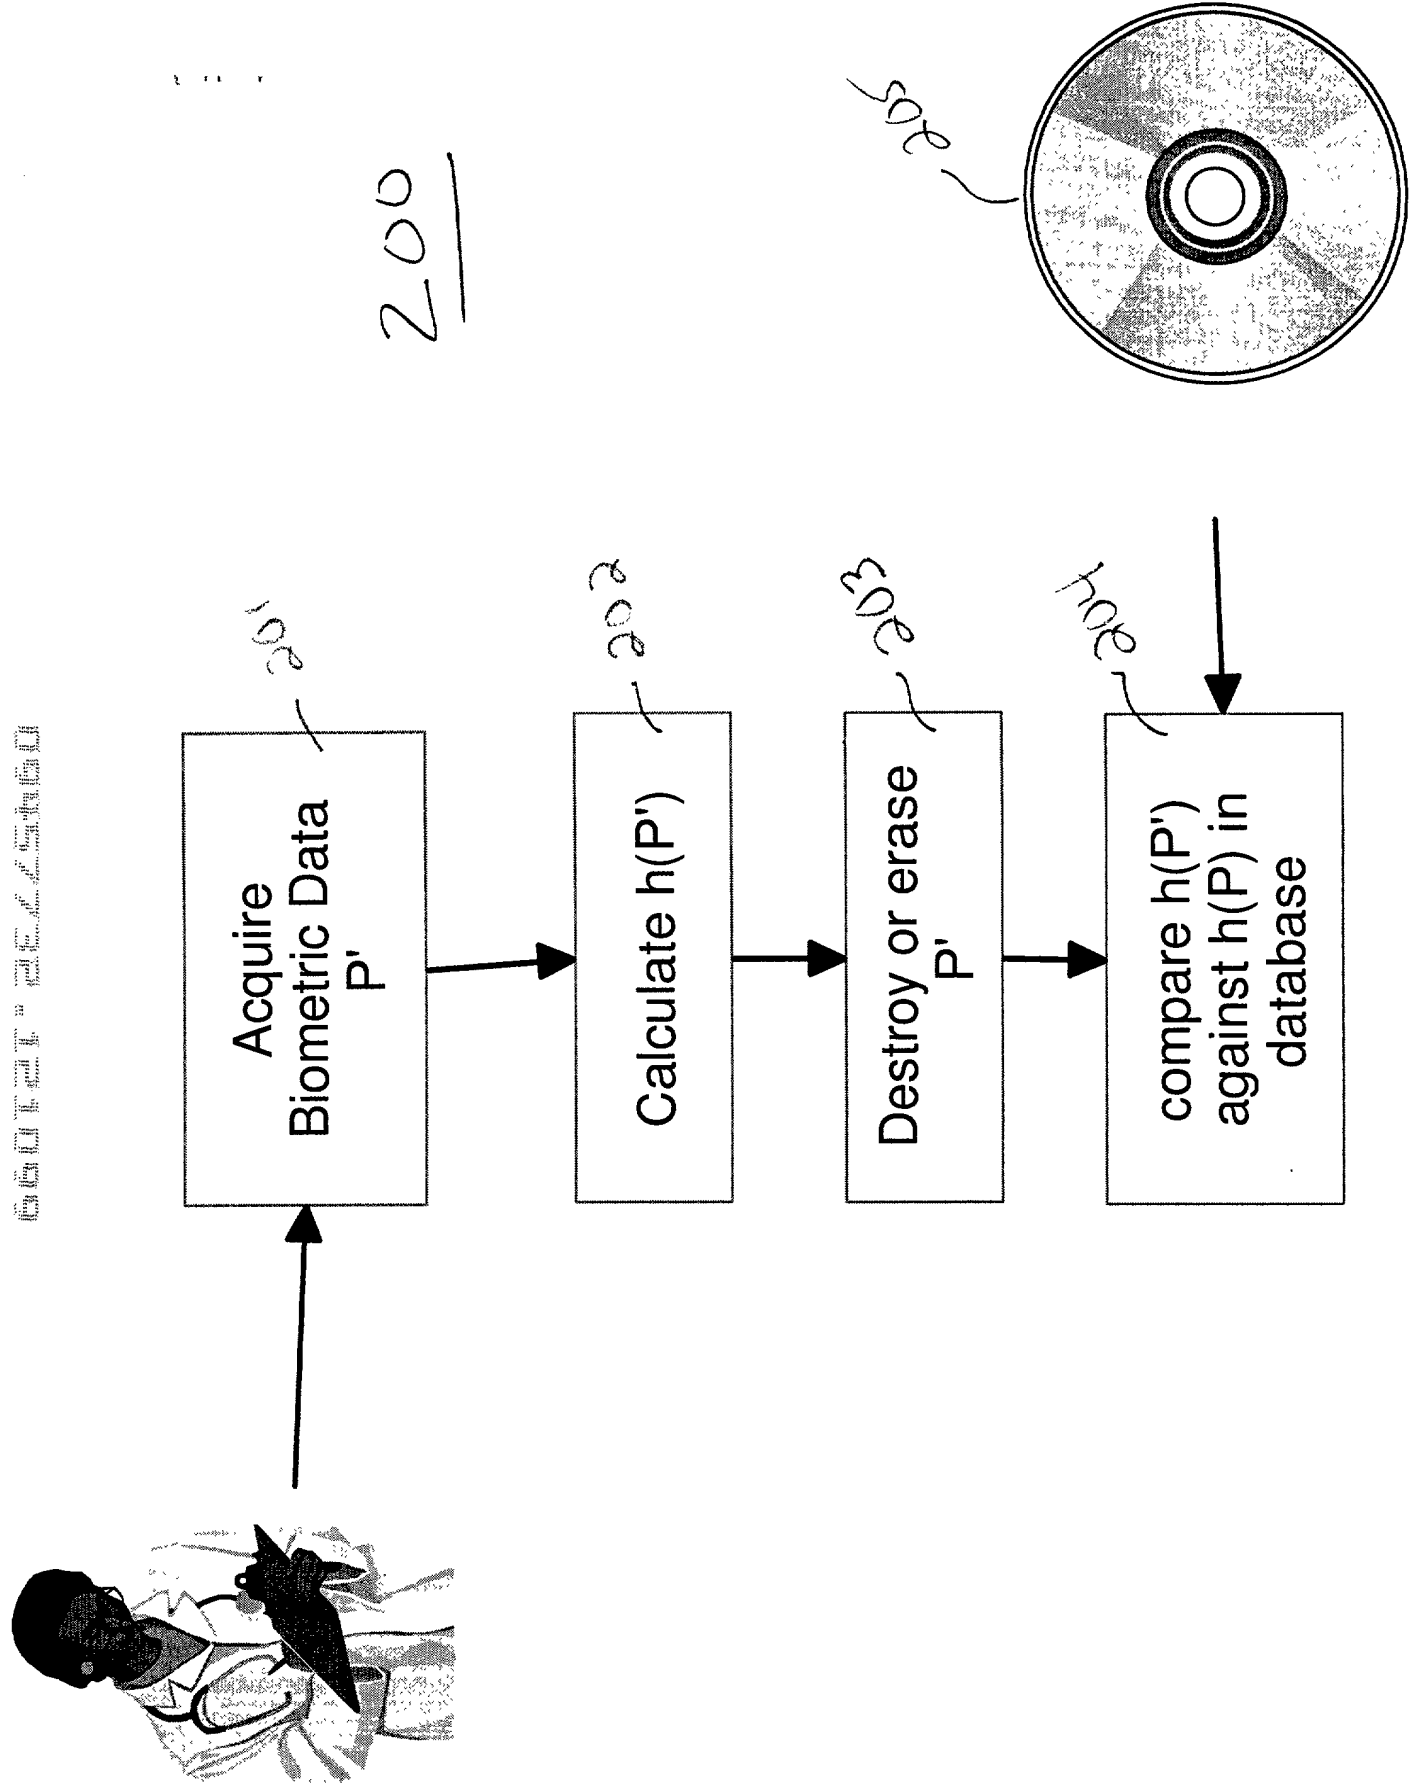 200
201
Acquire
Biometric Data
P'
202
Calculate h(P')
203
Destroy or erase
P'
204
compare h(P')
against h(P) in
database
205